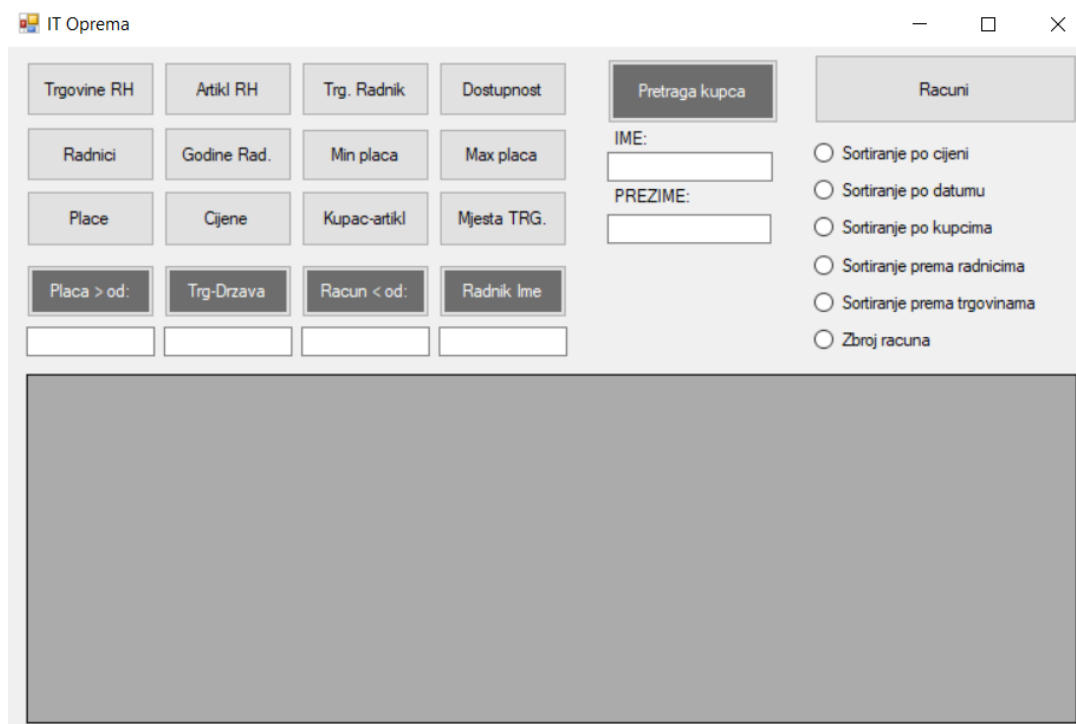 IT Oprema
Trgovine RH
Artikl RH
Trg. Radnik
Dostupnost
Pretraga kupca
Racuni
Radnici
Godine Rad.
Min placa
Max placa
IME:
Sortiranje po cijeni
Sortiranje po datumu
PREZIME:
Place
Cijene
Kupac-artikl
Mjesta TRG.
Sortiranje po kupcima
Sortiranje prema radnicima
Placa > od:
Trg-Drzava
Racun < od:
Radnik Ime
Sortiranje prema trgovinama
Zbroj racuna